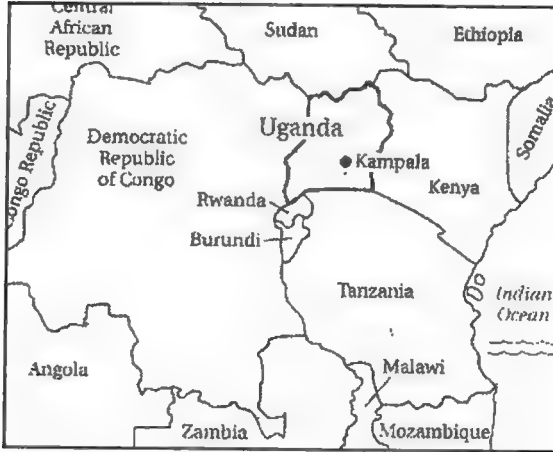 Central
African
Republic
Sudan
Ethiopia
Somalia
Uganda
Congo Republic
Democratic
Republic
of Congo
Kampala
Kenya
Rwanda
Burundi
Tanzania
Indian
Ocean
Angola
Malawi
Zambia
Mozambique